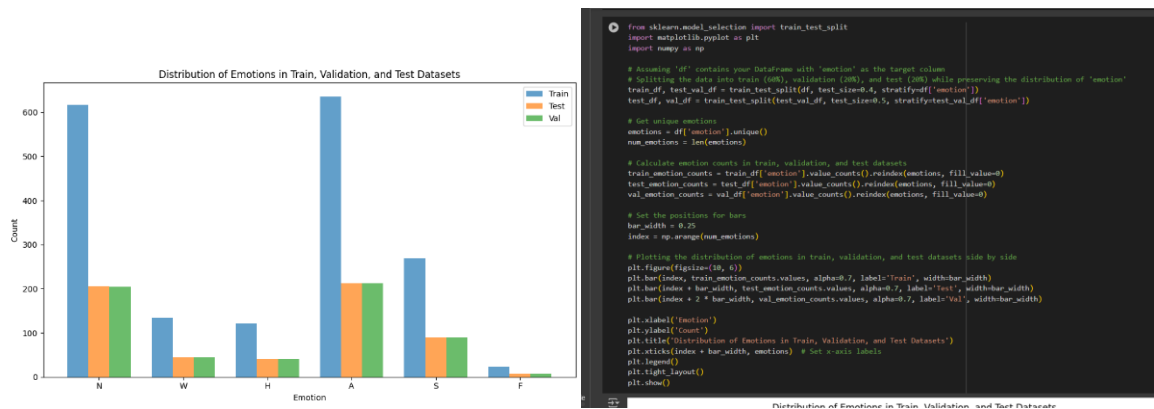 Distribution of Emotions in Train, Validation, and Test Datasets
Train
Test
Val
600
500
400
300
200
100
0
Count
N W H A S F
Emotion
from sklearn.model_selection import train_test_split
import matplotlib.pyplot as plt
import numpy as np
# Assuming 'df' contains your DataFrame with 'emotion' as the target column
# Splitting the data into train (60%), validation (20%), and test (20%) while preserving the distribution of 'emotion'
train_df, test_val_df = train_test_split(df, test_size=0.4, stratify=df['emotion'])
test_df, val_df = train_test_split(test_val_df, test_size=0.5, stratify=test_val_df['emotion'])
# Get unique emotions
emotions = df['emotion'].unique()
num_emotions = len(emotions)
# Calculate emotion counts in train, validation, and test datasets
train_emotion_counts = train_df['emotion'].value_counts().reindex(emotions, fill_value=0)
test_emotion_counts = test_df['emotion'].value_counts().reindex(emotions, fill_value=0)
val_emotion_counts = val_df['emotion'].value_counts().reindex(emotions, fill_value=0)
# Set the positions for bars
bar_width = 0.25
index = np.arange(num_emotions)
# Plotting the distribution of emotions in train, validation, and test datasets side by side
plt.figure(figsize=(10, 6))
plt.bar(index, train_emotion_counts.values, alpha=0.7, label='Train', width=bar_width)
plt.bar(index + bar_width, test_emotion_counts.values, alpha=0.7, label='Test', width=bar_width)
plt.bar(index + 2 * bar_width, val_emotion_counts.values, alpha=0.7, label='Val', width=bar_width)
plt.xlabel('Emotion')
plt.ylabel('Count')
plt.title('Distribution of Emotions in Train, Validation, and Test Datasets')
plt.xticks(index + bar_width, emotions)  # Set x-axis labels
plt.legend()
plt.tight_layout()
plt.show()
Distribution of Emotions in Train, Validation, and Test Datasets